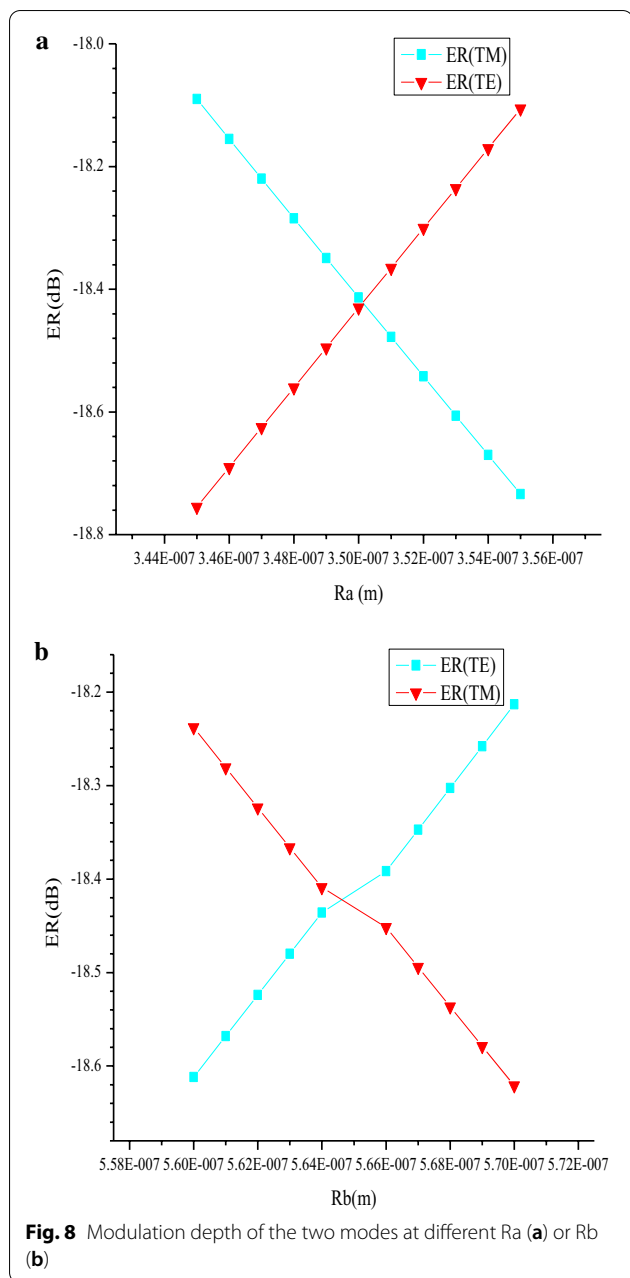 a
-18.0
-18.2
-18.4
-18.6
-18.8
ER(dB)
ER(TM)
ER(TE)
3.44E-007 3.46E-007 3.48E-007 3.50E-007 3.52E-007 3.54E-007 3.56E-007
Ra (m)
b
-18.2
-18.3
-18.4
-18.5
-18.6
ER(dB)
ER(TE)
ER(TM)
5.58E-007 5.60E-007 5.62E-007 5.64E-007 5.66E-007 5.68E-007 5.70E-007 5.72E-007
Rb(m)
Fig. 8 Modulation depth of the two modes at different Ra (a) or Rb
(b)